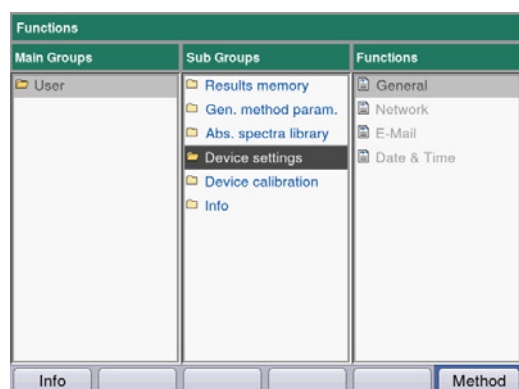 Functions
Main Groups
Sub Groups
Functions
User
Results memory
Gen. method param.
Abs. spectra library
Device settings
Device calibration
Info
General
Network
E-Mail
Date & Time
Info
Method